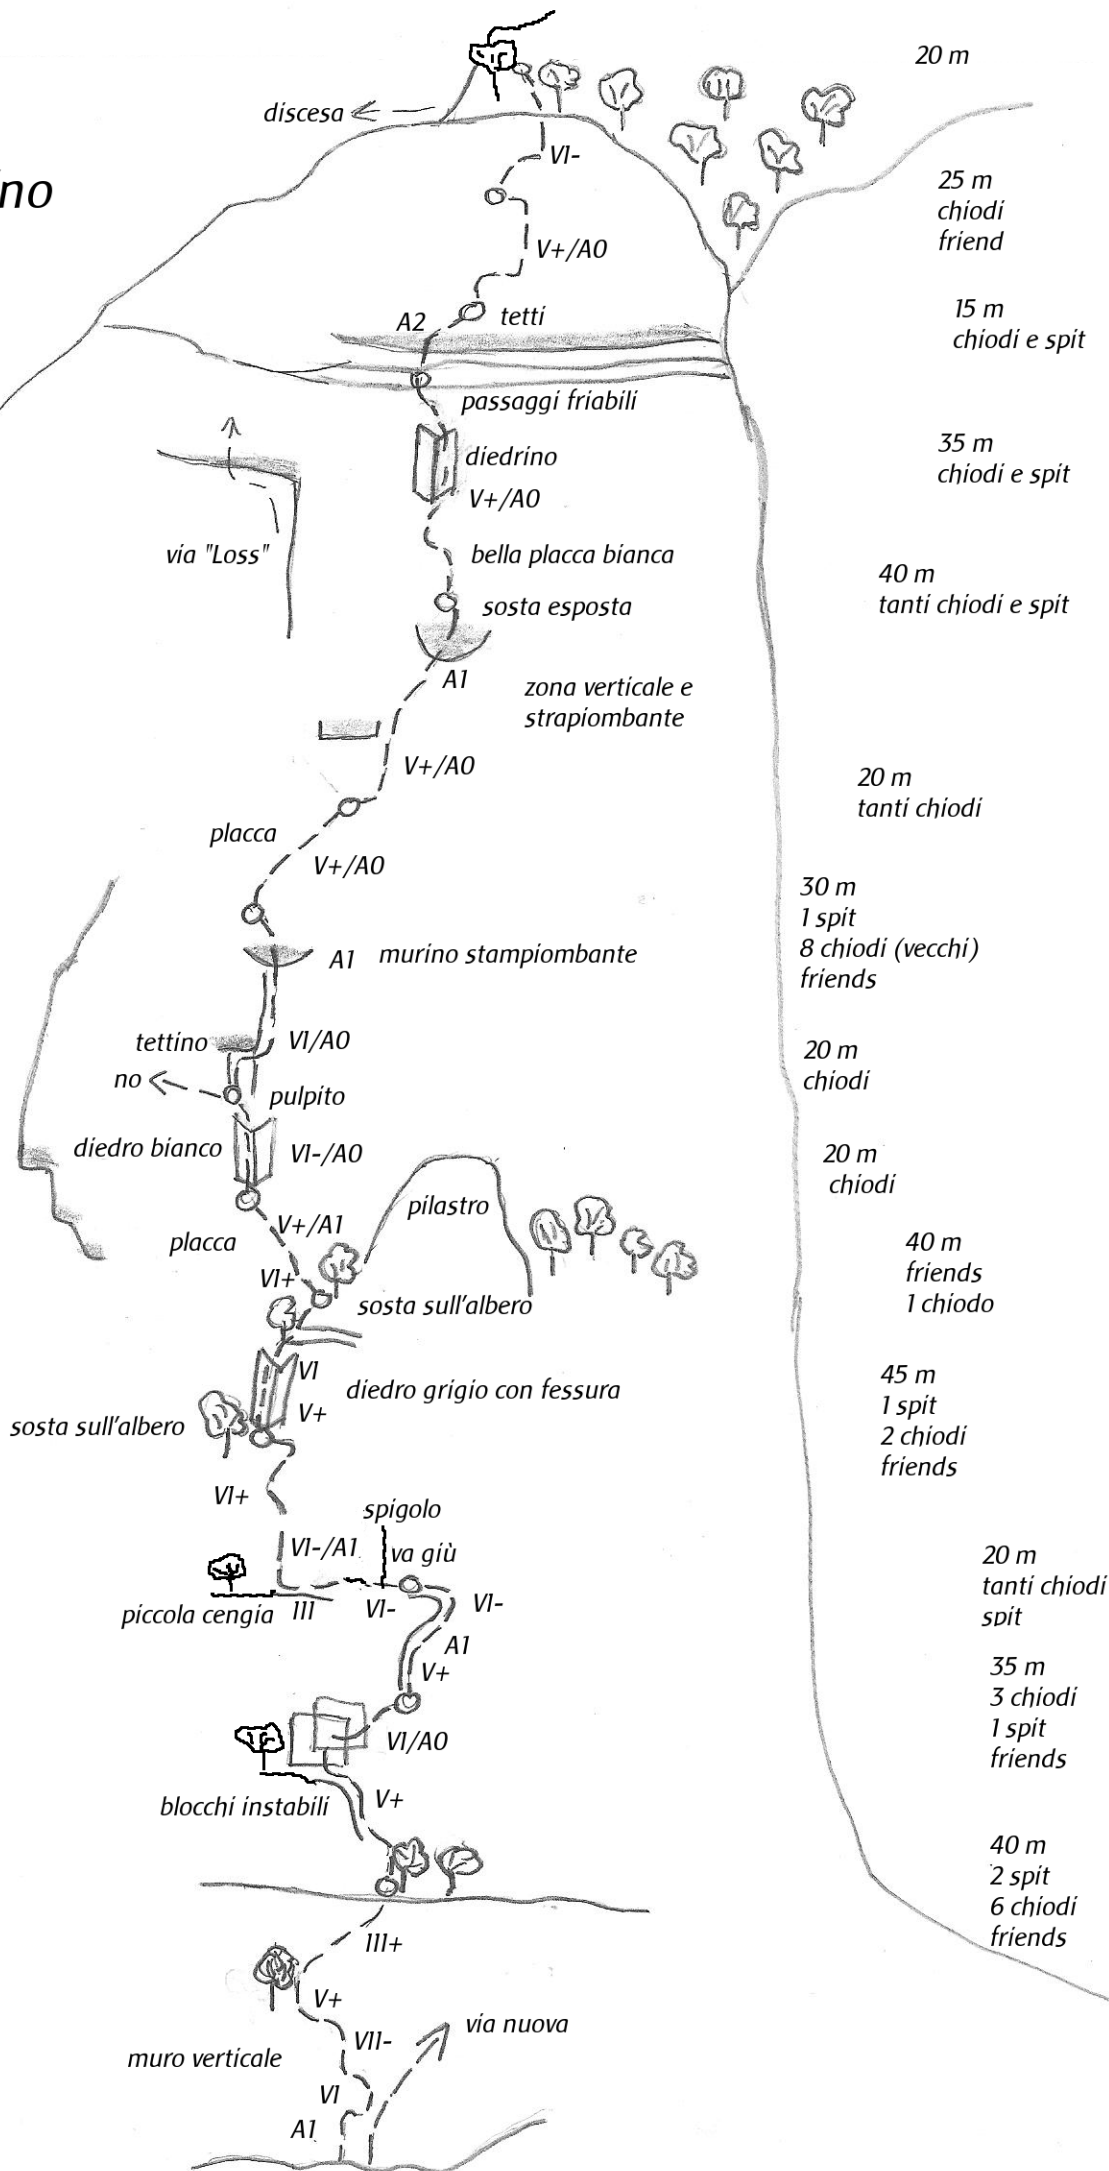 20 m
discesa
VI-
ino
25 m
chiodi
friend
V+/A0
A2
tetti
15 m
chiodi e spit
passaggi friabili
diedrino
35 m
chiodi e spit
V+/A0
via "Loss"
bella placca bianca
40 m
tanti chiodi e spit
sosta esposta
A1
zona verticale e
strapiombante
V+/A0
20 m
tanti chiodi
placca
V+/A0
30 m
1 spit
8 chiodi (vecchi)
friends
A1
murino stampiombante
tettino
VI/A0
20 m
chiodi
no
pulpito
diedro bianco
VI-/A0
20 m
chiodi
pilastro
V+/A1
placca
40 m
friends
1 chiodo
VI+
sosta sull'albero
VI
diedro grigio con fessura
V+
45 m
1 spit
2 chiodi
friends
sosta sull'albero
VI+
spigolo
VI-/A1
va giù
20 m
tanti chiodi
spit
piccola cengia
III
VI-
VI-
A1
V+
35 m
3 chiodi
1 spit
friends
VI/A0
V+
blocchi instabili
40 m
2 spit
6 chiodi
friends
III+
V+
via nuova
VII-
muro verticale
VI
A1